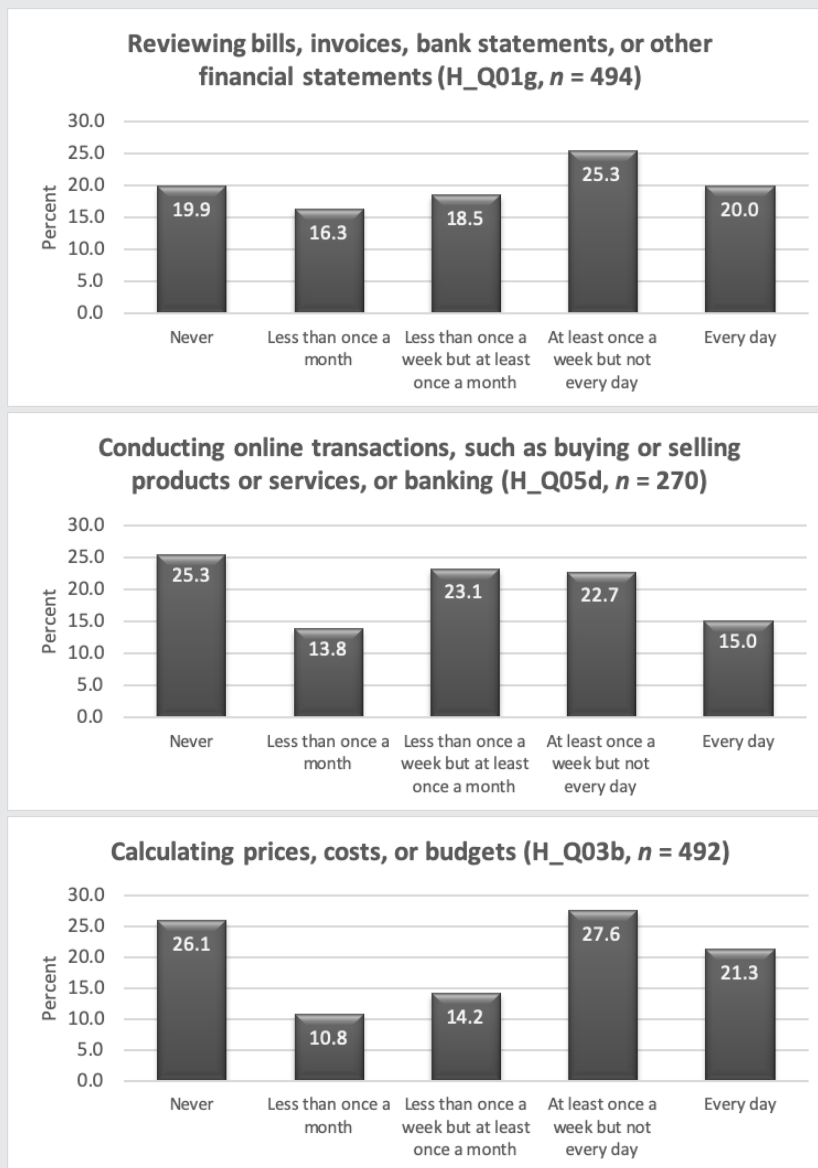 Reviewing bills, invoices, bank statements, or other
financial statements (H_Q01g, n = 494)
30.0
25.0
20.0
15.0
10.0
5.0
0.0
Percent
19.9
16.3
18.5
25.3
20.0
Never
Less than once a
month
Less than once a
week but at least
once a month
At least once a
week but not
every day
Every day
Conducting online transactions, such as buying or selling
products or services, or banking (H_Q05d, n = 270)
30.0
25.0
20.0
15.0
10.0
5.0
0.0
Percent
25.3
13.8
23.1
22.7
15.0
Never
Less than once a
month
Less than once a
week but at least
once a month
At least once a
week but not
every day
Every day
Calculating prices, costs, or budgets (H_Q03b, n = 492)
30.0
25.0
20.0
15.0
10.0
5.0
0.0
Percent
26.1
10.8
14.2
27.6
21.3
Never
Less than once a
month
Less than once a
week but at least
once a month
At least once a
week but not
every day
Every day